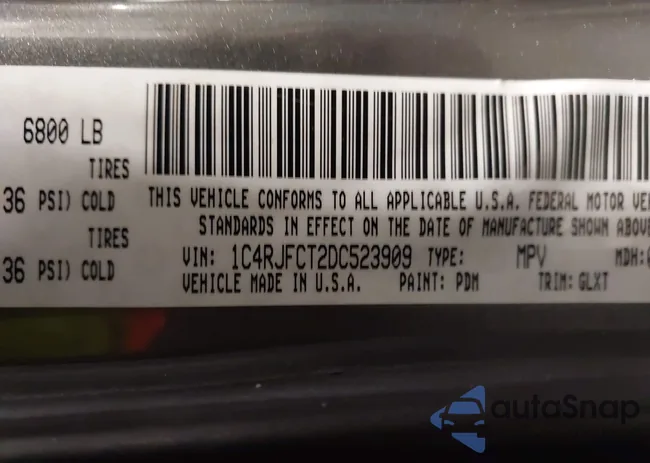 6800 LB
TIRES
36 PSI) COLD
TIRES
36 PSI) COLD
THIS VEHICLE CONFORMS TO ALL APPLICABLE U.S.A. FEDERAL MOTOR VE
STANDARDS IN EFFECT ON THE DATE OF MANUFACTURE SHOWN ABOVE
VIN: 1C4RJFCT2DC523909 TYPE: MPV MDH:
VEHICLE MADE IN U.S.A. PAINT: PDM TRIM: GLXT
autoSnap